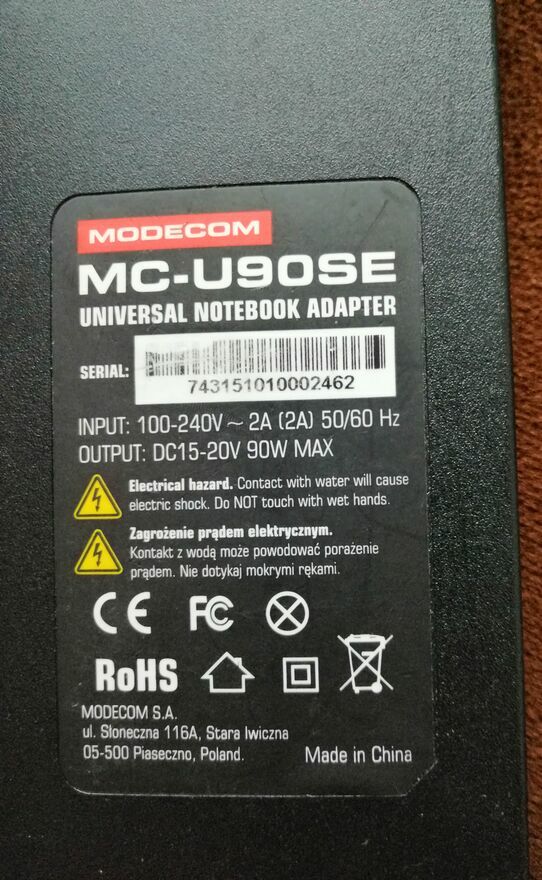 MODECOM
MC-U90SE
UNIVERSAL NOTEBOOK ADAPTER
SERIAL:
743151010002462
INPUT: 100-240V ~ 2A (2A) 50/60 Hz
OUTPUT: DC15-20V 90W MAX
Electrical hazard. Contact with water will cause
electric shock. Do NOT touch with wet hands.
Zagrożenie prądem elektrycznym.
Kontakt z wodą może powodować porażenie
prądem. Nie dotykaj mokrymi rękami.
CE FC
RoHS
MODECOM S.A.
ul. Słoneczna 116A, Stara Iwiczna
05-500 Piaseczno, Poland.
Made in China